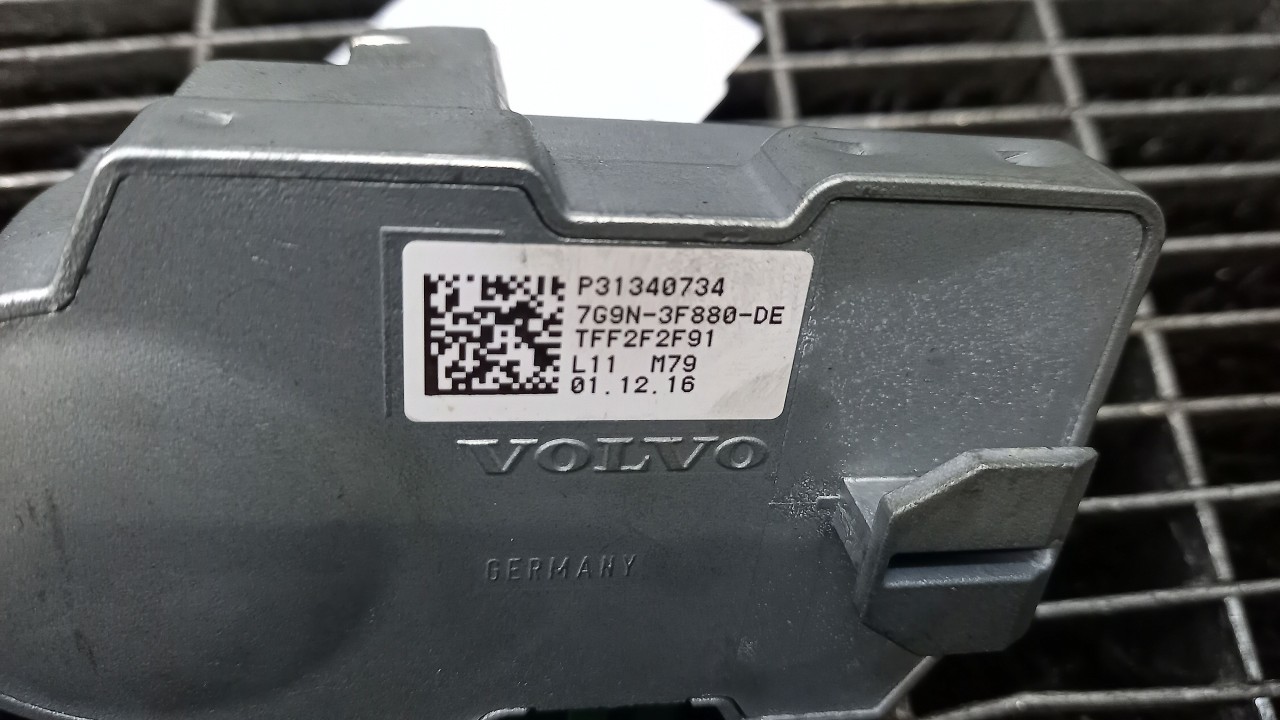 P31340734
7G9N-3F880-DE
TFF2F2F91
L11 M79
01.12.16
VOLVO
GERMANY